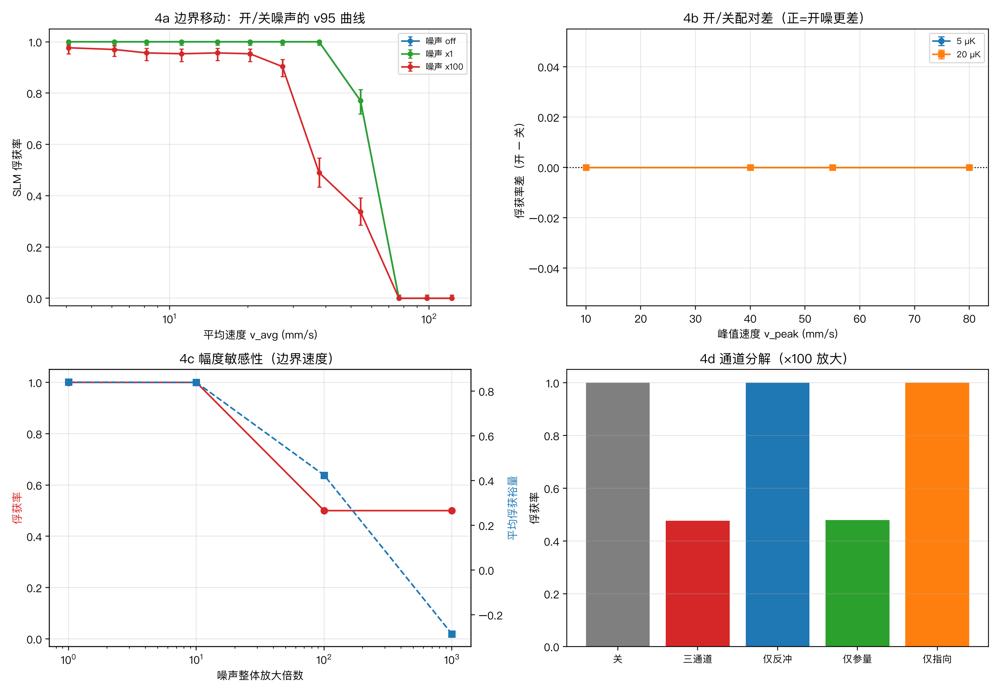 4a 边界移动：开/关噪声的 v95 曲线
SLM 俘获率
1.0
0.8
0.6
0.4
0.2
0.0
噪声 off
噪声 x1
噪声 x100
10¹
10²
平均速度 v_avg (mm/s)
4b 开/关配对差（正=开噪更差）
俘获率差（开 − 关）
0.04
0.02
0.00
−0.02
−0.04
5 μK
20 μK
10
20
30
40
50
60
70
80
峰值速度 v_peak (mm/s)
4c 幅度敏感性（边界速度）
俘获率
1.0
0.8
0.6
0.4
0.2
0.0
0.8
0.6
0.4
0.2
0.0
−0.2
平均俘获裕量
10⁰
10¹
10²
10³
噪声整体放大倍数
4d 通道分解（×100 放大）
俘获率
1.0
0.8
0.6
0.4
0.2
0.0
关
三通道
仅反冲
仅参量
仅指向